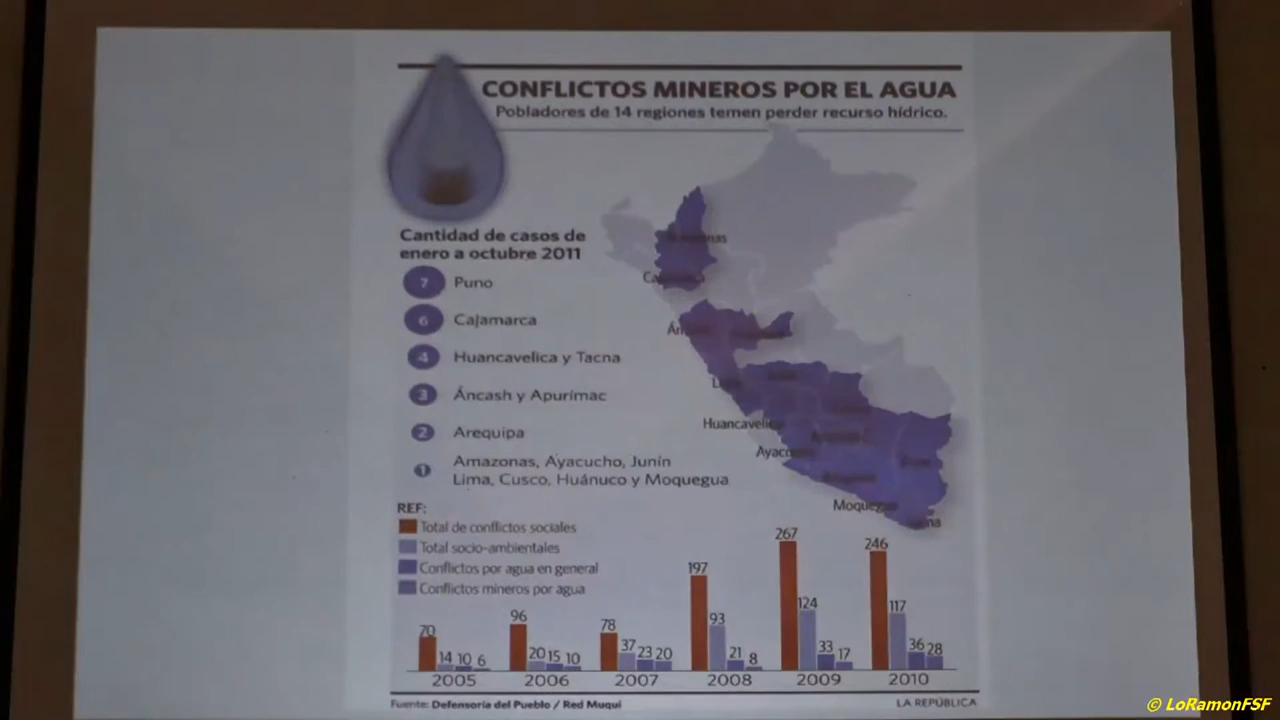 CONFLICTOS MINEROS POR EL AGUA
Pobladores de 14 regiones temen perder recurso hídrico.
Cantidad de casos de
enero a octubre 2011
7 Puno
6 Cajamarca
4 Huancavelica y Tacna
3 Áncash y Apurímac
2 Arequipa
1 Amazonas, Ayacucho, Junín
Lima, Cusco, Huánuco y Moquegua
Huancavelica
Moquegua
REF:
Total de conflictos sociales
Total socio-ambientales
Conflictos por agua en general
Conflictos mineros por agua
70 14 10 6
96 20 15 10
78 37 23 20
197 93 21 8
267 124 33 17
246 117 36 28
2005 2006 2007 2008 2009 2010
Fuente: Defensoría del Pueblo / Red Muqui
LA REPÚBLICA
© LoRamonFSF